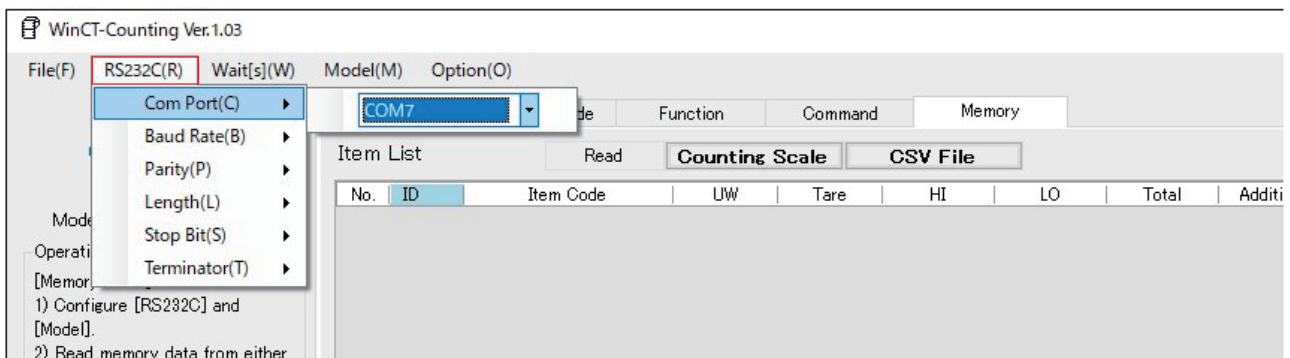 WinCT-Counting Ver.1.03
File(F) RS232C(R) Wait[s](W) Model(M) Option(O)
Com Port(C) COM7 Function Command Memory
Baud Rate(B)
Item List Read Counting Scale CSV File
Parity(P)
No. ID Item Code UW Tare HI LO Total Additi
Length(L)
Mode
Stop Bit(S)
Operati
Terminator(T)
[Memor
1) Configure [RS232C] and
[Model].
2) Read memory data from either